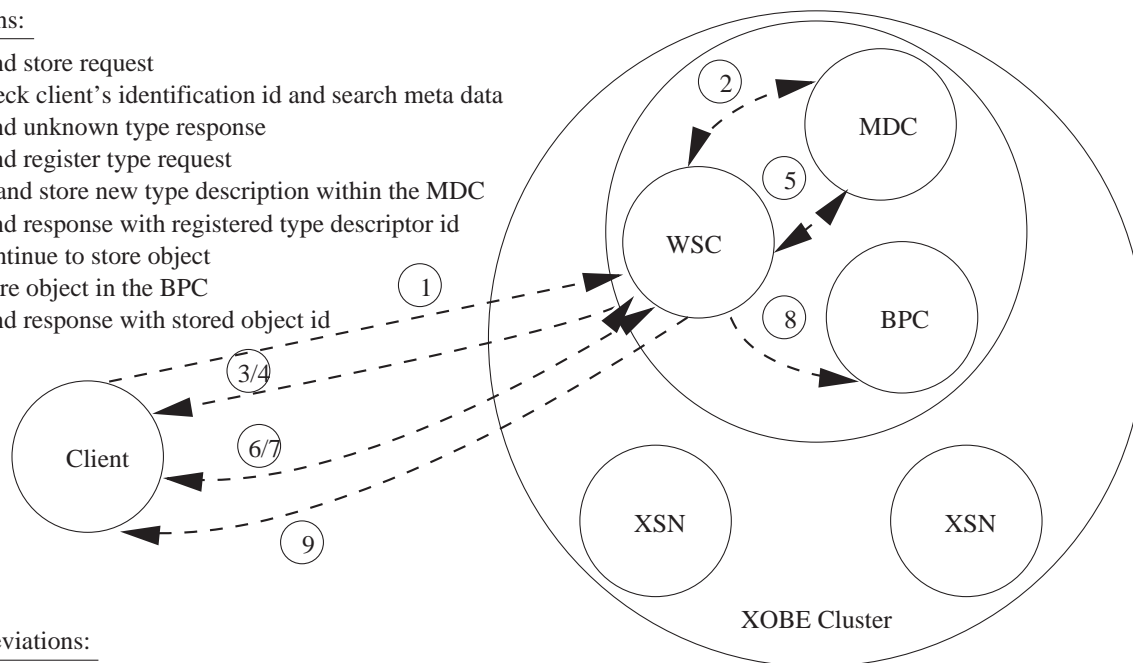 ns:
nd store request
eck client's identification id and search meta data
nd unknown type response
nd register type request
and store new type description within the MDC
nd response with registered type descriptor id
ntinue to store object
re object in the BPC
nd response with stored object id
1
2
3/4
5
6/7
8
9
MDC
WSC
BPC
Client
XSN
XSN
XOBE Cluster
eviations: